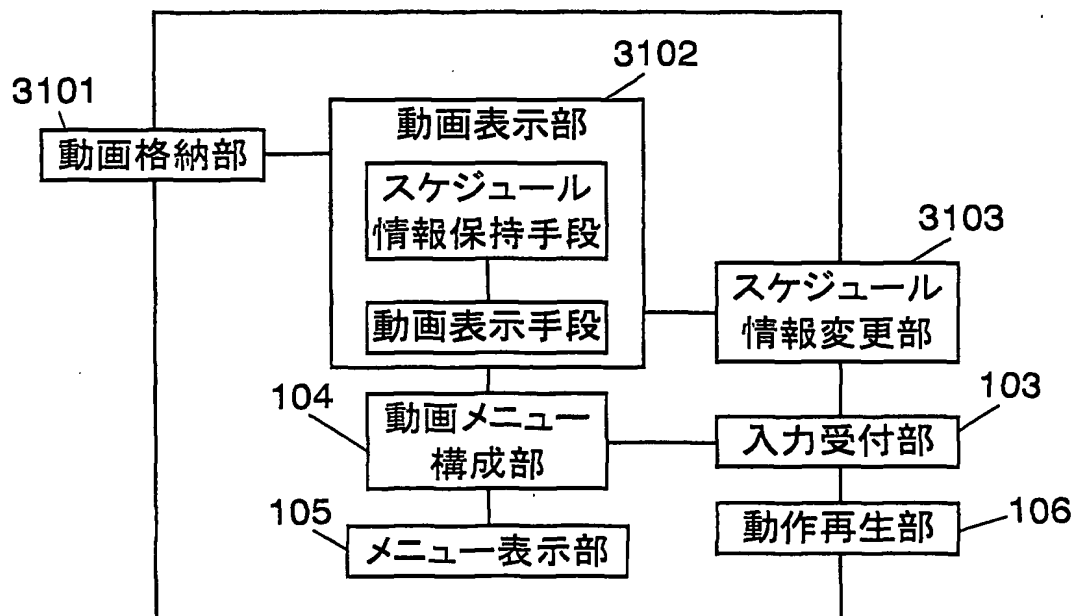 3101
動画格納部
3102
動画表示部
スケジュール
情報保持手段
動画表示手段
3103
スケジュール
情報変更部
104
動画メニュー
構成部
103
入力受付部
105
メニュー表示部
動作再生部
106